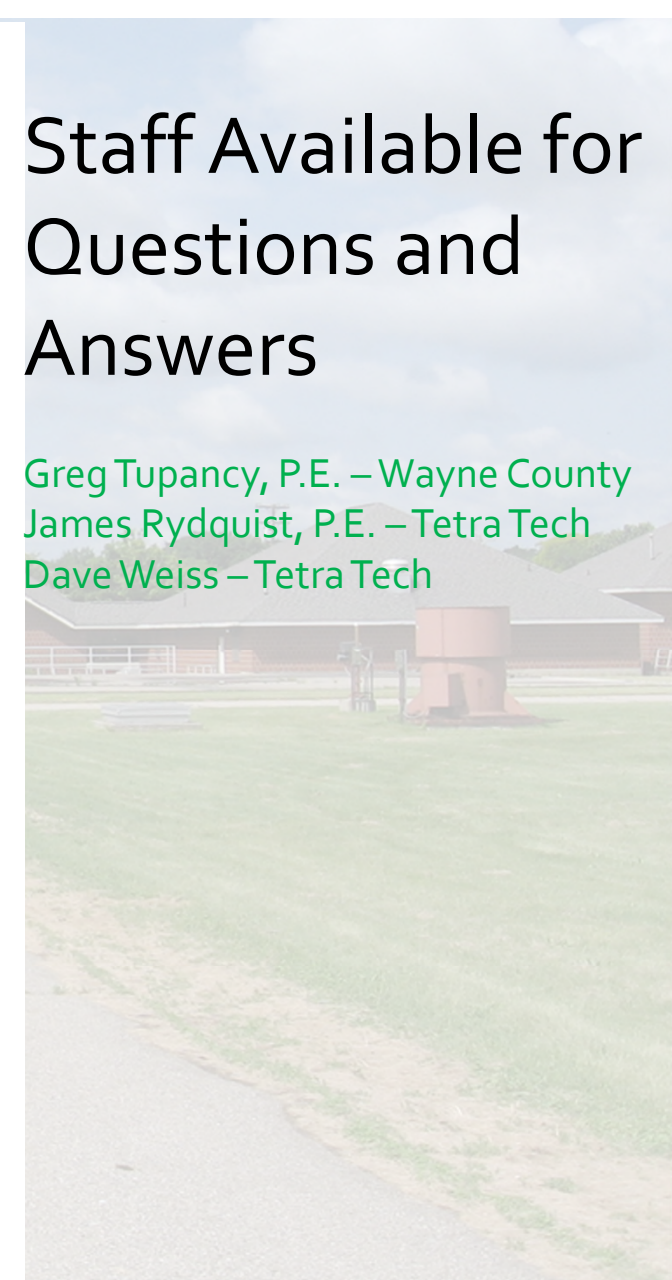 Staff Available for
Questions and
Answers
Greg Tupancy, P.E. – Wayne County
James Rydquist, P.E. – Tetra Tech
Dave Weiss – Tetra Tech